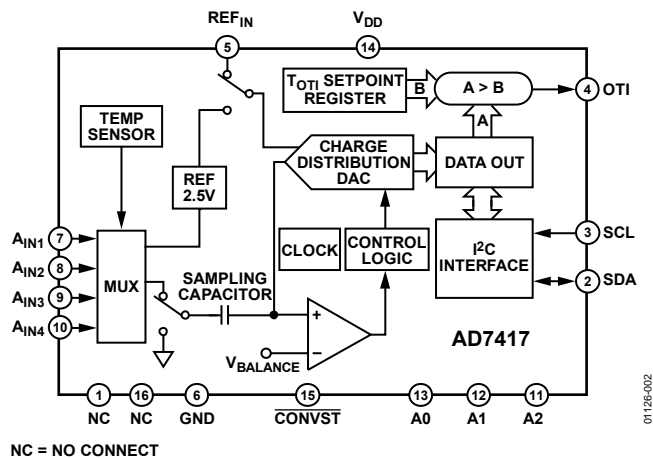 REF_IN
V_DD
5
14
T_OTI SETPOINT
REGISTER
B
A > B
4
OTI
A
TEMP
SENSOR
CHARGE
DISTRIBUTION
DAC
DATA OUT
REF
2.5V
A_IN1
7
A_IN2
8
A_IN3
9
A_IN4
10
MUX
CLOCK
CONTROL
LOGIC
I²C
INTERFACE
3
SCL
2
SDA
SAMPLING
CAPACITOR
+
−
V_BALANCE
AD7417
1
16
6
15
13
12
11
NC
NC
GND
CONVST
A0
A1
A2
NC = NO CONNECT
01126-002